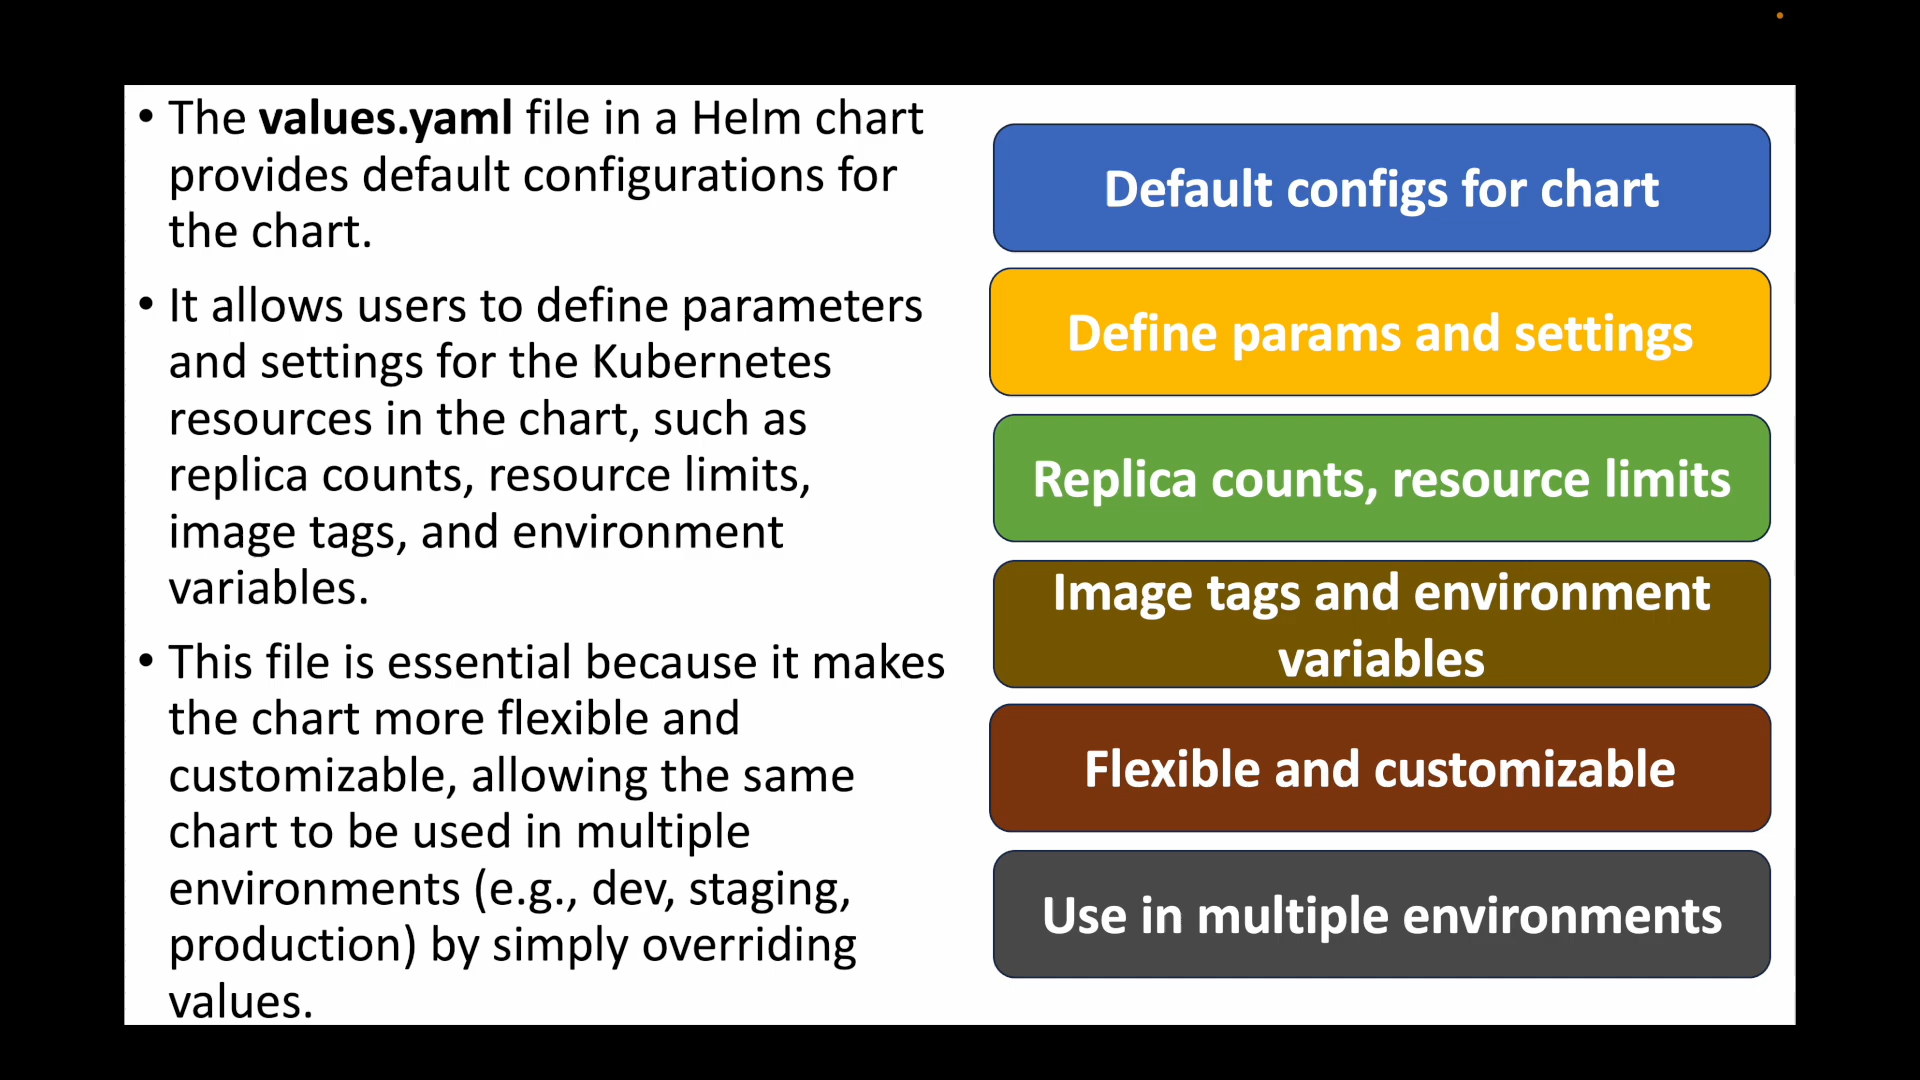 • The values.yaml file in a Helm chart
provides default configurations for
the chart.
• It allows users to define parameters
and settings for the Kubernetes
resources in the chart, such as
replica counts, resource limits,
image tags, and environment
variables.
• This file is essential because it makes
the chart more flexible and
customizable, allowing the same
chart to be used in multiple
environments (e.g., dev, staging,
production) by simply overriding
values.
Default configs for chart
Define params and settings
Replica counts, resource limits
Image tags and environment
variables
Flexible and customizable
Use in multiple environments